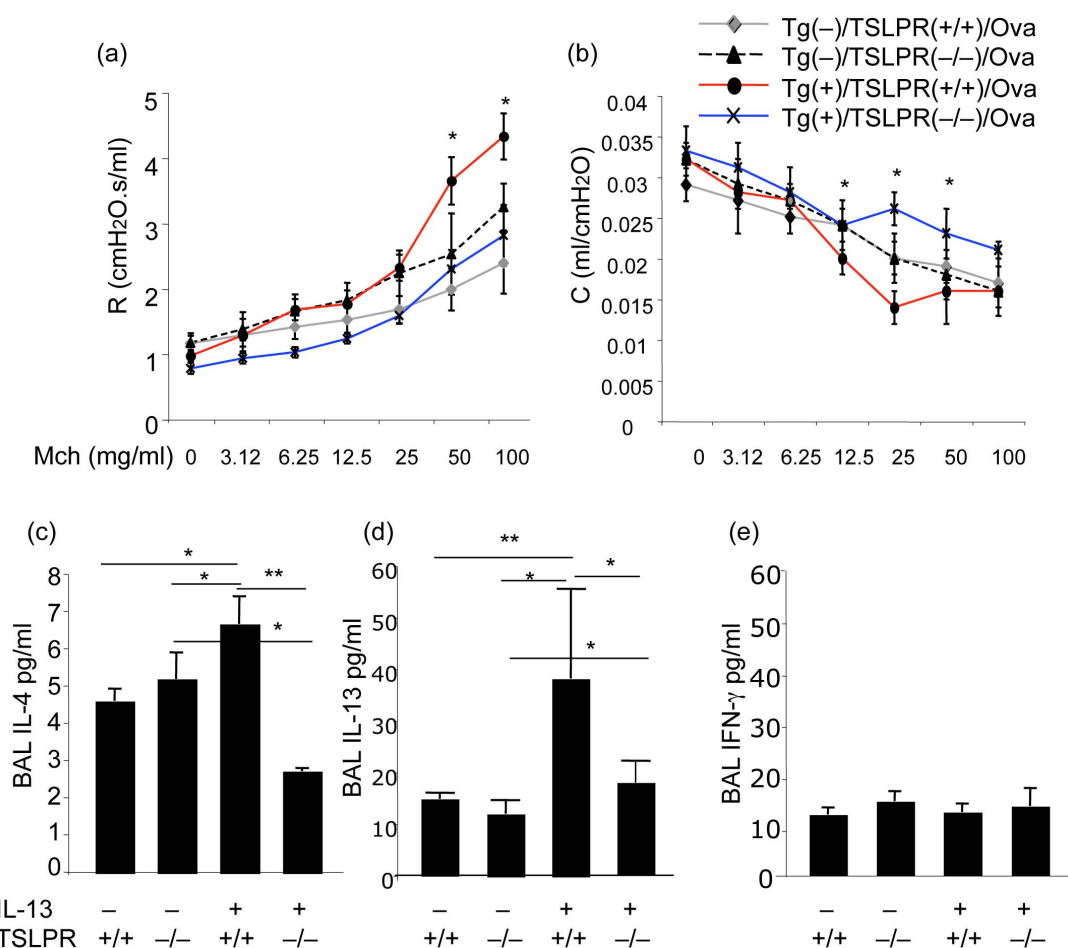 Tg(–)/TSLPR(+/+)/Ova
Tg(–)/TSLPR(–/–)/Ova
Tg(+)/TSLPR(+/+)/Ova
Tg(+)/TSLPR(–/–)/Ova
(a)
R (cmH2O.s/ml)
5
4
3
2
1
0
*
*
Mch (mg/ml) 0 3.12 6.25 12.5 25 50 100
(b)
C (ml/cmH2O)
0.04
0.035
0.03
0.025
0.02
0.015
0.01
0.005
0
* * *
0 3.12 6.25 12.5 25 50 100
(c)
BAL IL-4 pg/ml
8
7
6
5
4
3
2
1
0
*
* **
*
IL-13 – – + +
TSLPR +/+ –/– +/+ –/–
(d)
BAL IL-13 pg/ml
60
50
40
30
20
10
0
**
* *
*
– – + +
+/+ –/– +/+ –/–
(e)
BAL IFN-γ pg/ml
60
50
40
30
20
10
0
– – + +
+/+ –/– +/+ –/–